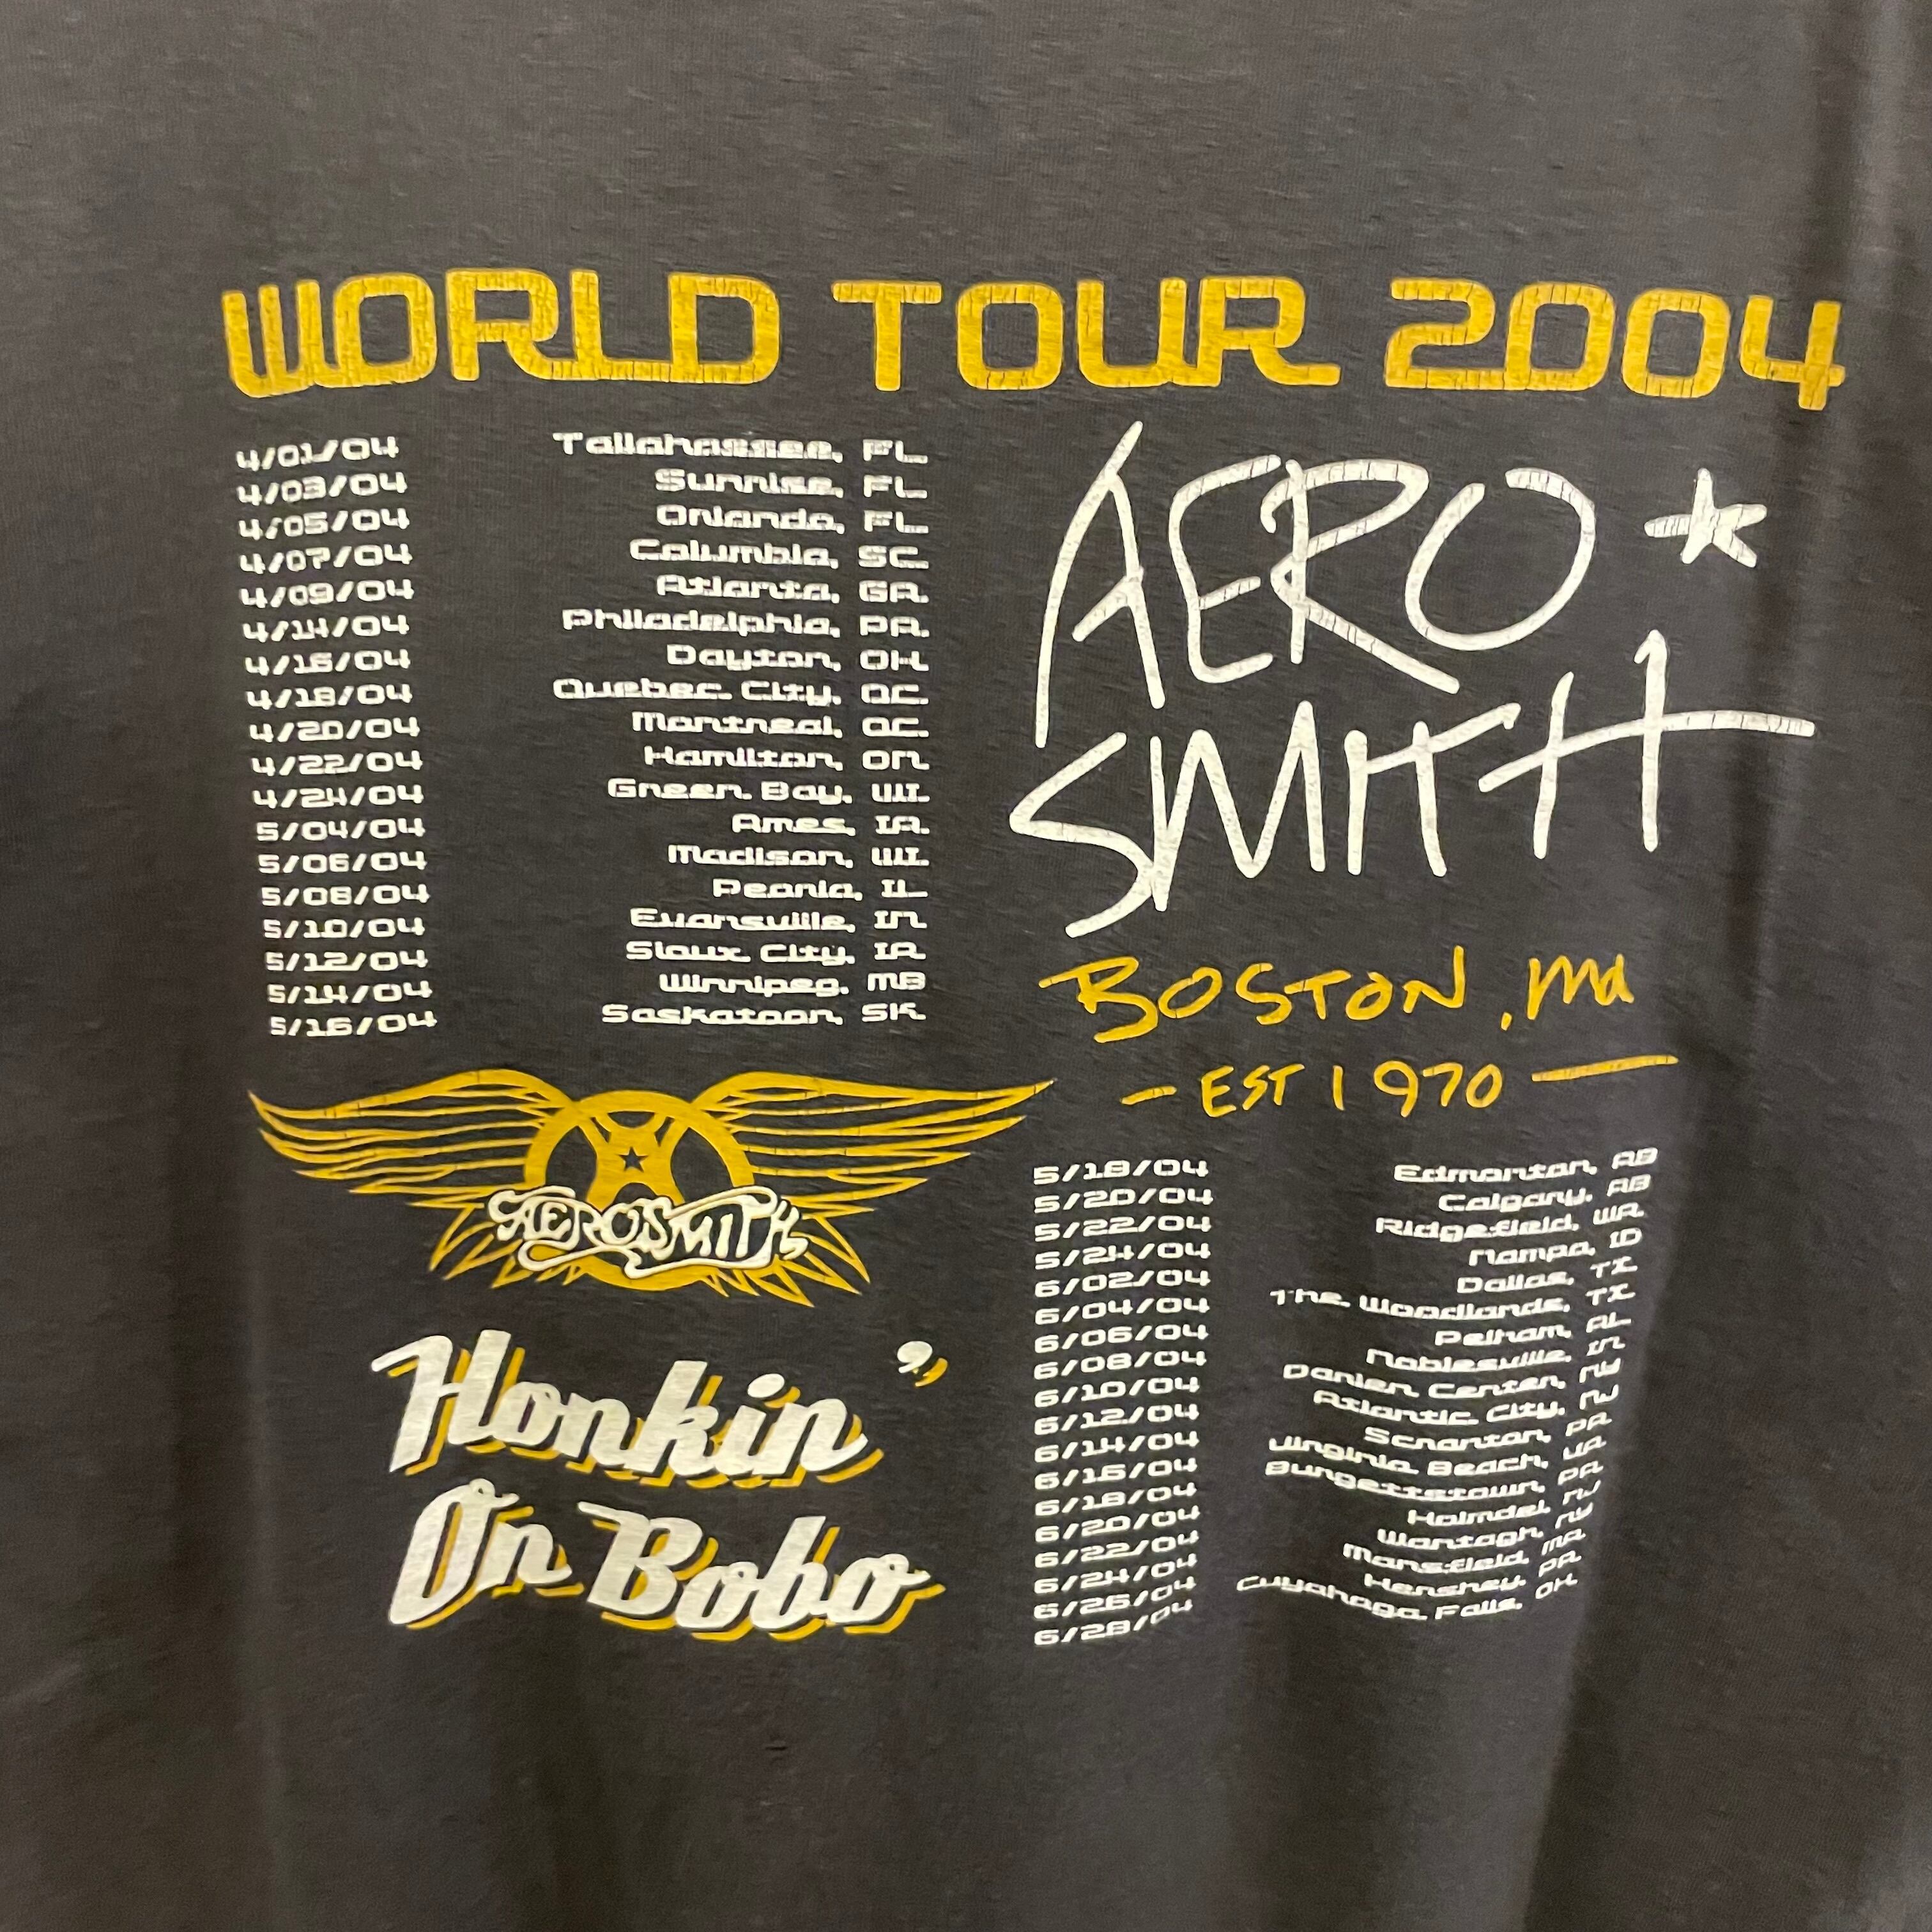 WORLD TOUR 2004
4/01/04 Tallahassee, FL
4/03/04 Sunrise, FL
4/05/04 Orlando, FL
4/07/04 Columbia, SC
4/09/04 Atlanta, GA
4/14/04 Philadelphia, PA
4/16/04 Dayton, OH
4/18/04 Quebec City, QC
4/20/04 Montreal, QC
4/22/04 Hamilton, ON
4/24/04 Green Bay, WI
5/04/04 Ames, IA
5/06/04 Madison, WI
5/08/04 Peoria, IL
5/10/04 Evansville, IN
5/12/04 Sioux City, IA
5/14/04 Winnipeg, MB
5/16/04 Saskatoon, SK
AERO
SMITH
BOSTON, MA
- EST 1970 -
AEROSMITH
Honkin'
On Bobo
5/18/04 Edmonton, AB
5/20/04 Calgary, AB
5/22/04 Ridgefield, WA
5/24/04 Nampa, ID
6/02/04 Dallas, TX
6/04/04 The Woodlands, TX
6/06/04 Pelham, AL
6/08/04 Noblesville, IN
6/10/04 Darien Center, NY
6/12/04 Atlantic City, NJ
6/14/04 Scranton, PA
6/16/04 Virginia Beach, VA
6/18/04 Burgettstown, PA
6/20/04 Holmdel, NJ
6/22/04 Wantagh, NY
6/24/04 Mansfield, MA
6/26/04 Hershey, PA
6/28/04 Cuyahoga Falls, OH